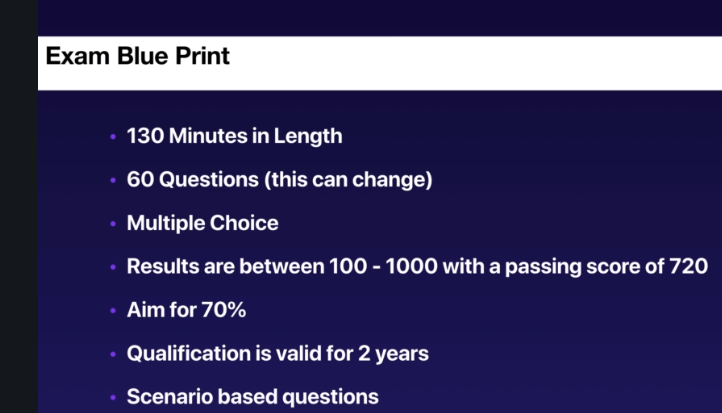 Exam Blue Print
• 130 Minutes in Length
• 60 Questions (this can change)
• Multiple Choice
• Results are between 100 - 1000 with a passing score of 720
• Aim for 70%
• Qualification is valid for 2 years
• Scenario based questions